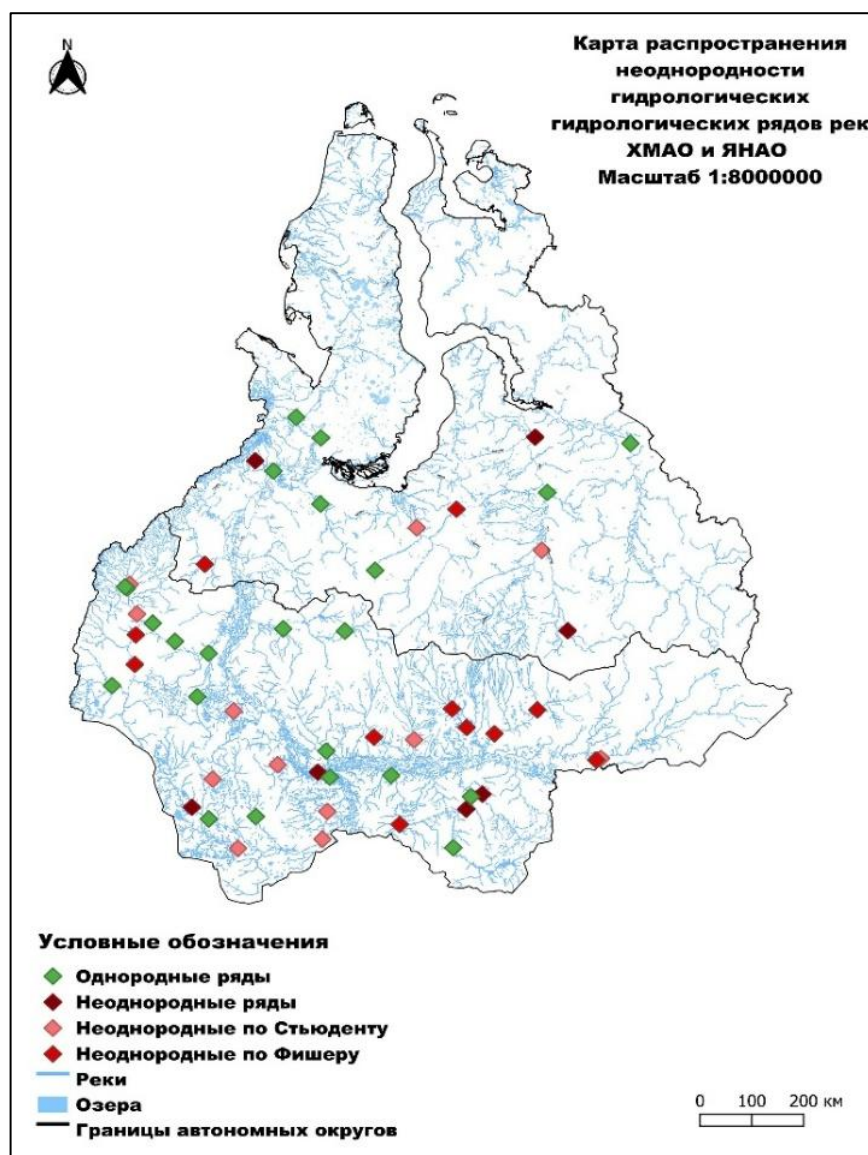 N
Карта распространения
неоднородности
гидрологических
гидрологических рядов рек
ХМАО и ЯНАО
Масштаб 1:8000000
Условные обозначения
Однородные ряды
Неоднородные ряды
Неоднородные по Стьюденту
Неоднородные по Фишеру
Реки
Озера
Границы автономных округов
0 100 200 км